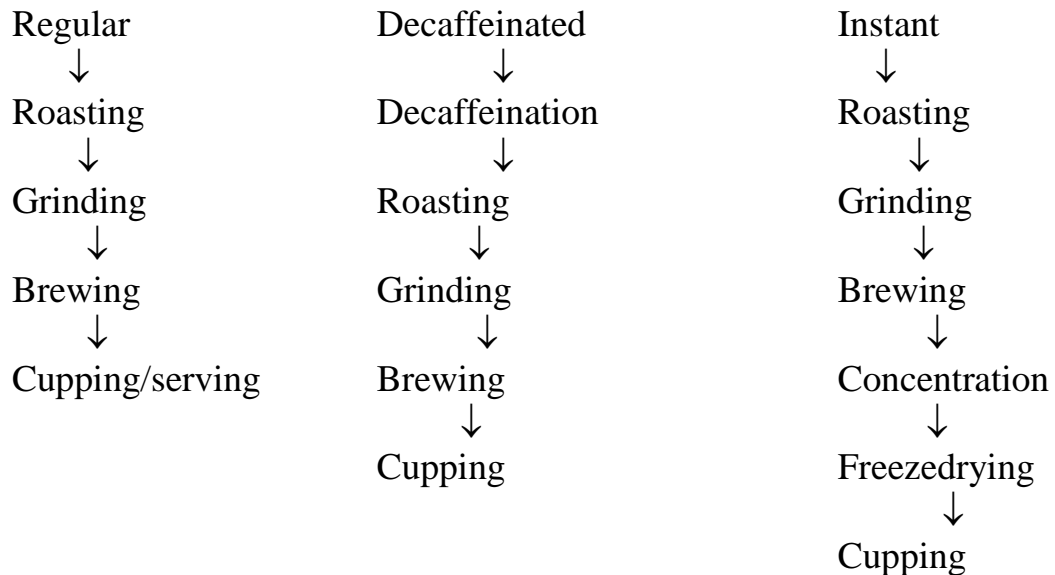 Regular Decaffeinated Instant
↓ ↓ ↓
Roasting Decaffeination Roasting
↓ ↓ ↓
Grinding Roasting Grinding
↓ ↓ ↓
Brewing Grinding Brewing
↓ ↓ ↓
Cupping/serving Brewing Concentration
↓ ↓
Cupping Freezedrying
↓
Cupping